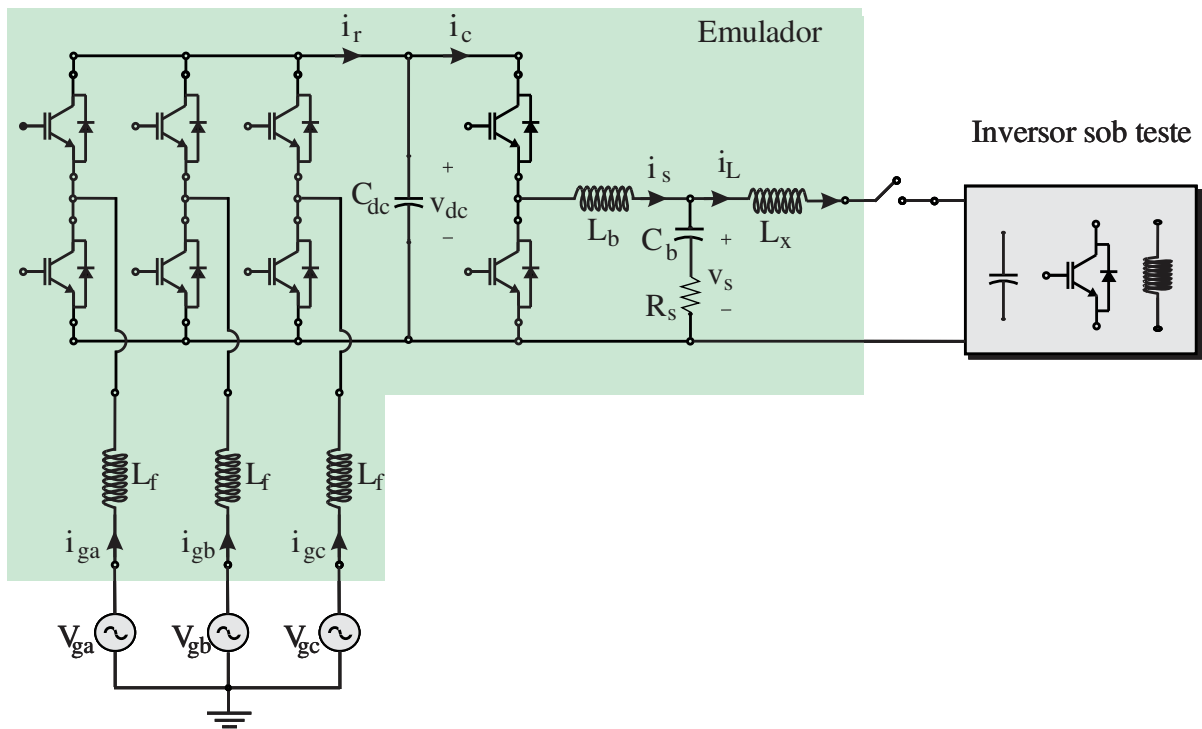 Emulador
i_r
i_c
Inversor sob teste
C_dc
+
v_dc
−
i_s
i_L
L_b
C_b
+
L_x
v_s
R_s
−
L_f
L_f
L_f
i_ga
i_gb
i_gc
V_ga
V_gb
V_gc